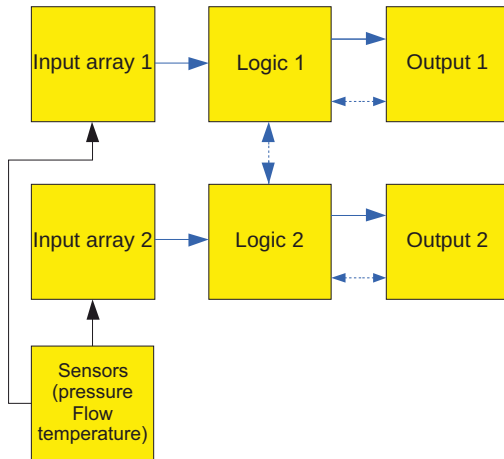 Input array 1
Logic 1
Output 1
Input array 2
Logic 2
Output 2
Sensors
(pressure
Flow
temperature)